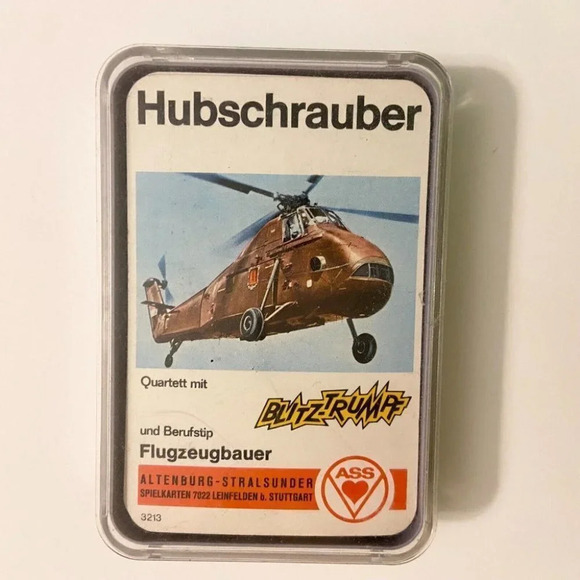 Hubschrauber
Quartett mit
BLITZ-TRUMPF
und Berufstip
Flugzeugbauer
ALTENBURG-STRALSUNDER
SPIELKARTEN 7022 LEINFELDEN b. STUTTGART
ASS
3213